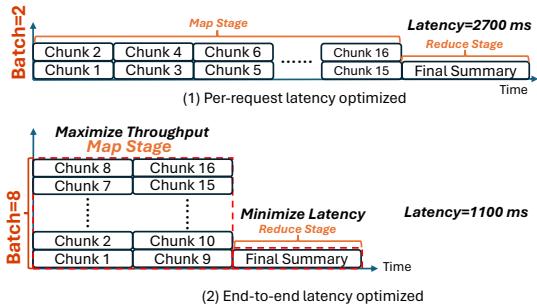 Batch=2
Map Stage
Latency=2700 ms
Reduce Stage
Chunk 2 Chunk 4 Chunk 6 ...... Chunk 16
Chunk 1 Chunk 3 Chunk 5 Chunk 15 Final Summary
Time
(1) Per-request latency optimized
Batch=8
Maximize Throughput
Map Stage
Chunk 8 Chunk 16
Chunk 7 Chunk 15
Minimize Latency
Latency=1100 ms
Reduce Stage
Chunk 2 Chunk 10
Chunk 1 Chunk 9 Final Summary
Time
(2) End-to-end latency optimized